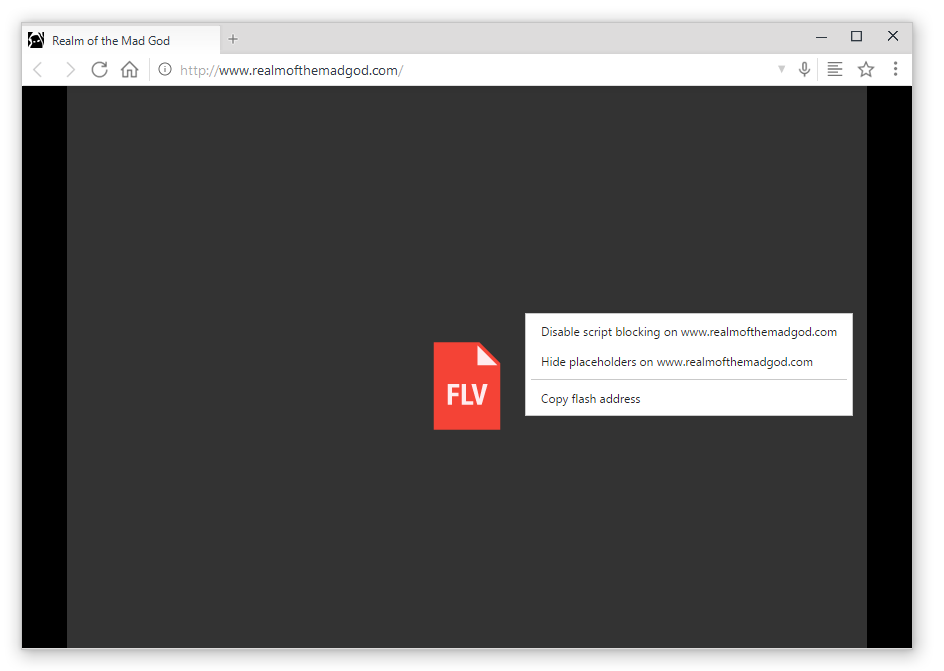 Realm of the Mad God
http://www.realmofthemadgod.com/
Disable script blocking on www.realmofthemadgod.com
Hide placeholders on www.realmofthemadgod.com
FLV
Copy flash address